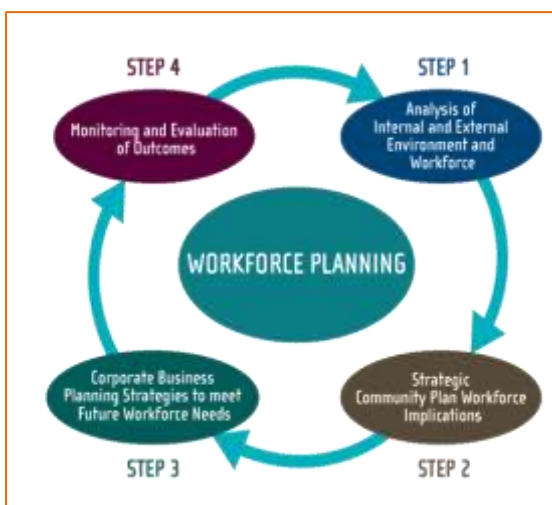 STEP 4
Monitoring and Evaluation
of Outcomes
STEP 1
Analysis of
Internal and External
Environment and
Workforce
WORKFORCE PLANNING
Corporate Business
Planning Strategies to meet
Future Workforce Needs
STEP 3
Strategic
Community Plan Workforce
Implications
STEP 2